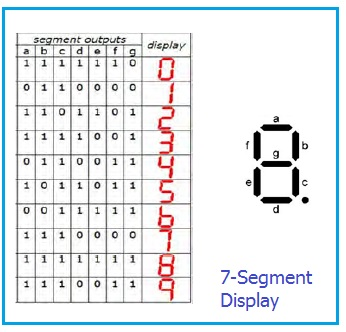 segment outputs display
a b c d e f g
1 1 1 1 1 1 0 0
0 1 1 0 0 0 0 1
1 1 0 1 1 0 1 2
1 1 1 1 0 0 1 3
0 1 1 0 0 1 1 4
1 0 1 1 0 1 1 5
0 0 1 1 1 1 1 6
1 1 1 0 0 0 0 7
1 1 1 1 1 1 1 8
1 1 1 0 0 1 1 9
a
f b
g
e c
d
7-Segment
Display